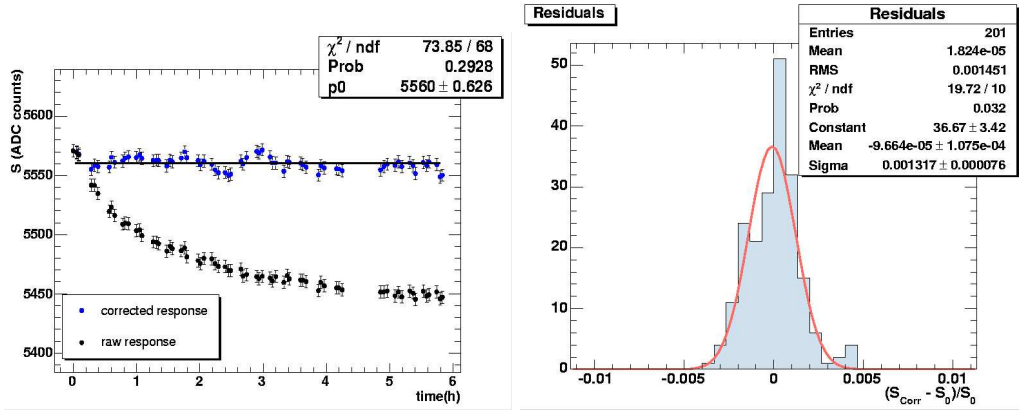 χ² / ndf 73.85 / 68
Prob 0.2928
p0 5560 ± 0.626
S (ADC counts)
5600
5550
5500
5450
5400
corrected response
raw response
0 1 2 3 4 5 6
time(h)
Residuals
Residuals
Entries 201
Mean 1.824e-05
RMS 0.001451
χ² / ndf 19.72 / 10
Prob 0.032
Constant 36.67 ± 3.42
Mean -9.664e-05 ± 1.075e-04
Sigma 0.001317 ± 0.000076
50
40
30
20
10
0
-0.01 -0.005 0 0.005 0.01
(S_Corr - S_0)/S_0